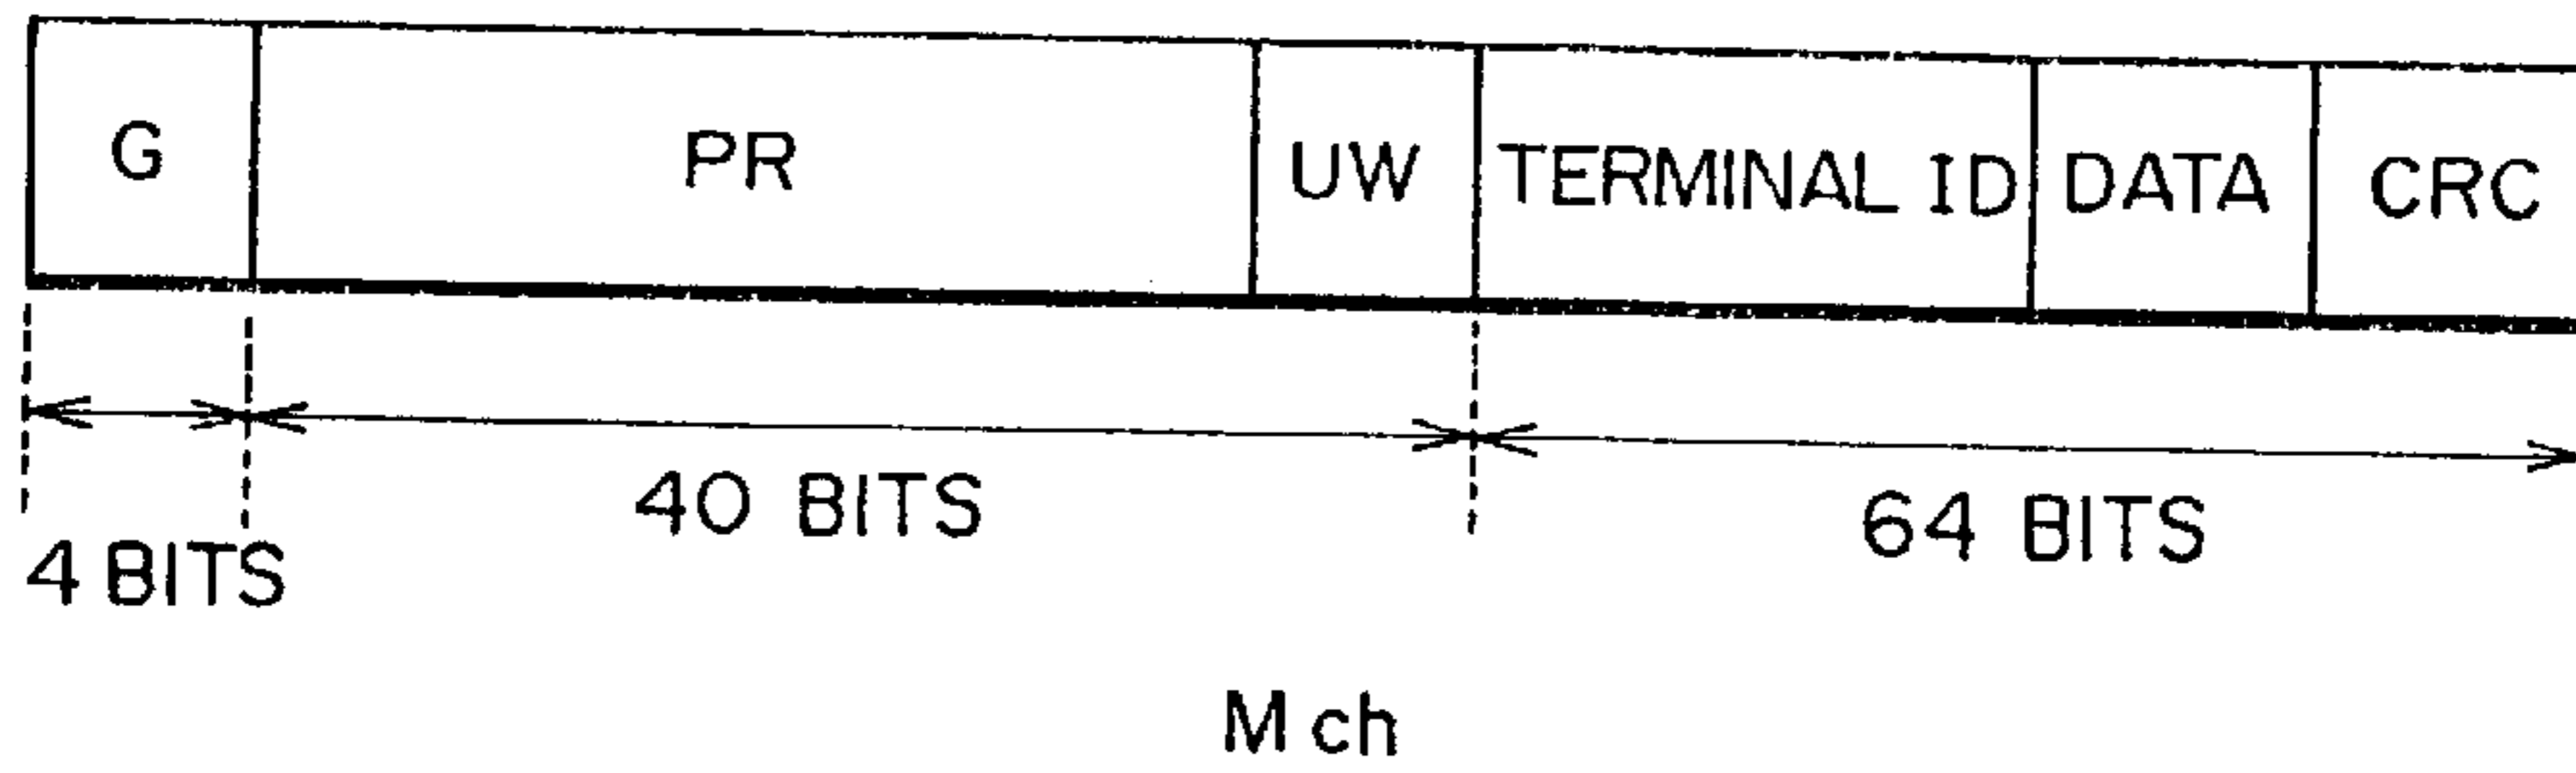 G PR UW TERMINAL ID DATA CRC
40 BITS 64 BITS
4 BITS
M ch